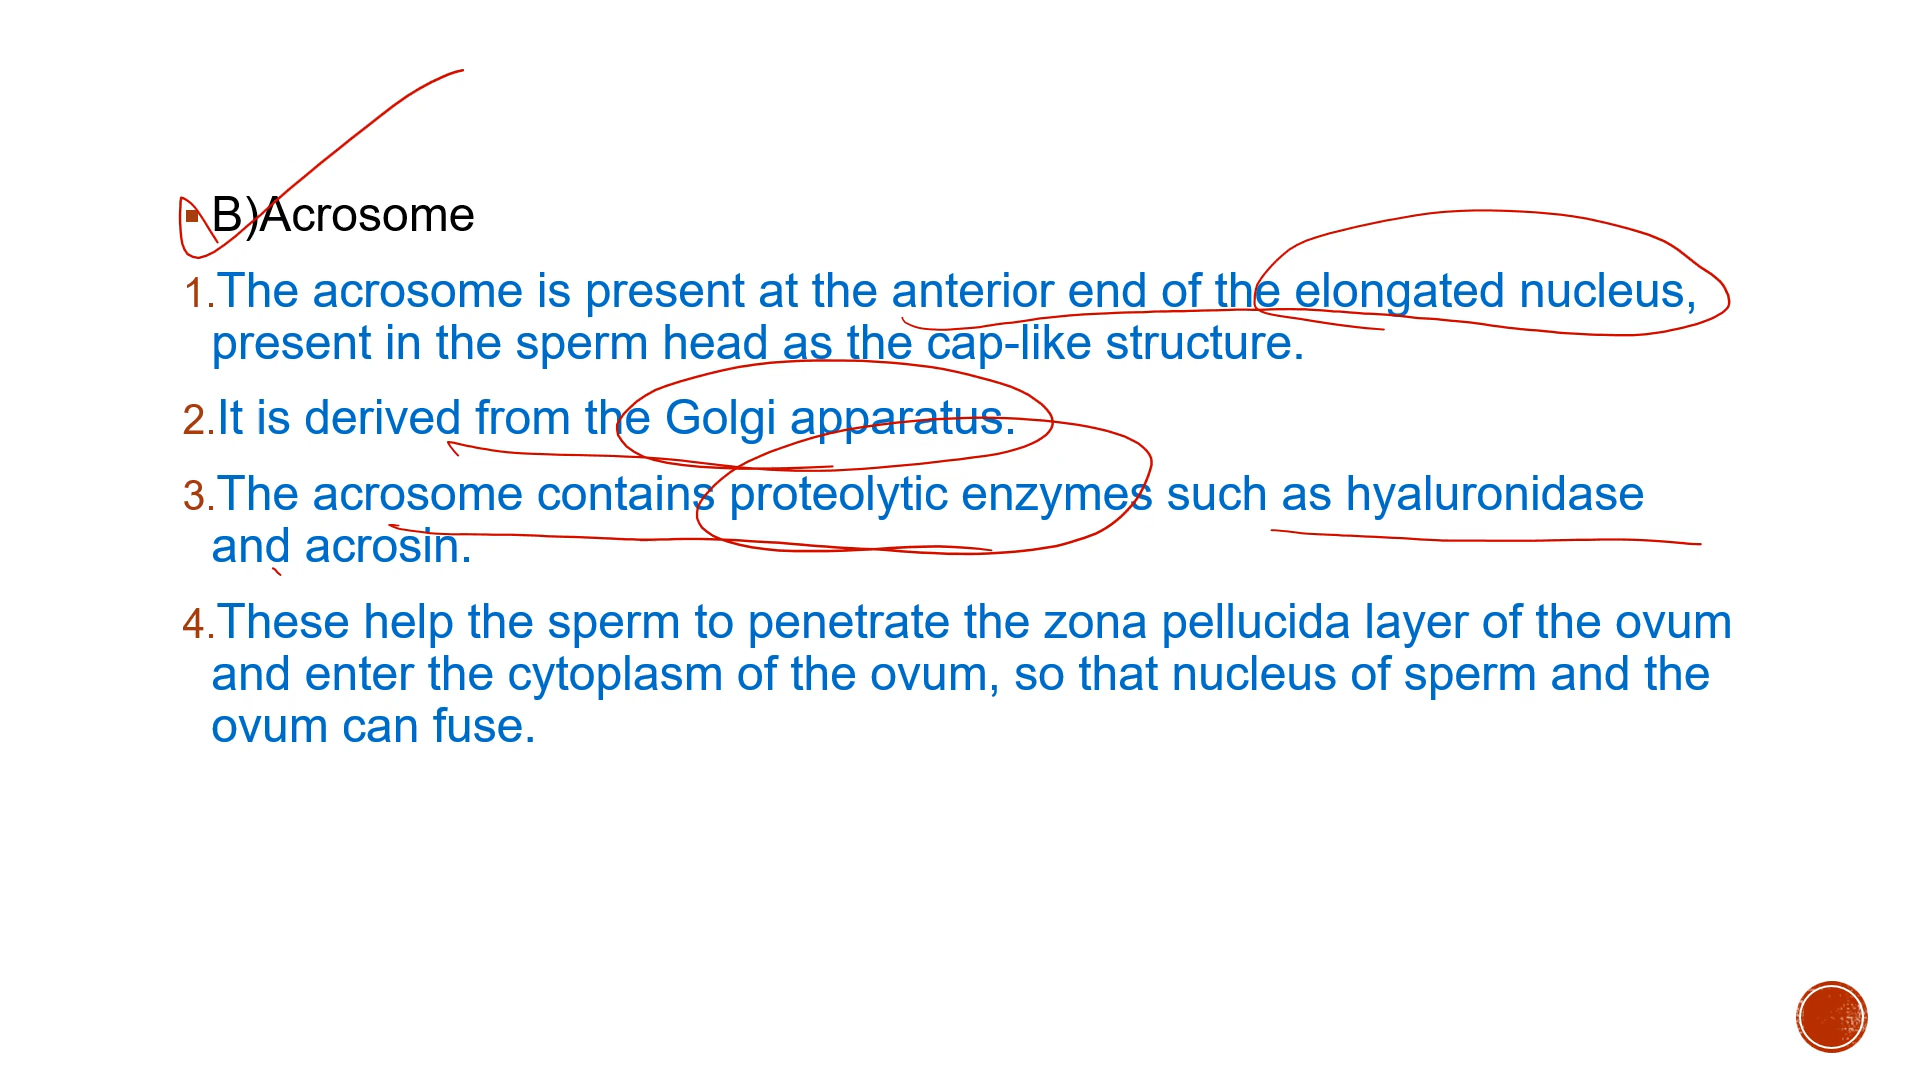 B)Acrosome
1.The acrosome is present at the anterior end of the elongated nucleus,
present in the sperm head as the cap-like structure.
2.It is derived from the Golgi apparatus.
3.The acrosome contains proteolytic enzymes such as hyaluronidase
and acrosin.
4.These help the sperm to penetrate the zona pellucida layer of the ovum
and enter the cytoplasm of the ovum, so that nucleus of sperm and the
ovum can fuse.